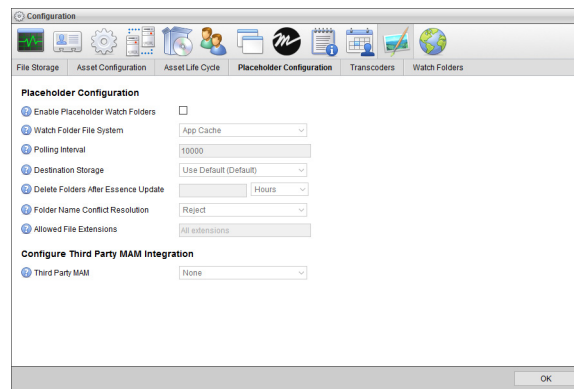 Configuration
File Storage Asset Configuration Asset Life Cycle Placeholder Configuration Transcoders Watch Folders
Placeholder Configuration
Enable Placeholder Watch Folders
Watch Folder File System App Cache
Polling Interval 10000
Destination Storage Use Default (Default)
Delete Folders After Essence Update Hours
Folder Name Conflict Resolution Reject
Allowed File Extensions All extensions
Configure Third Party MAM Integration
Third Party MAM None
OK